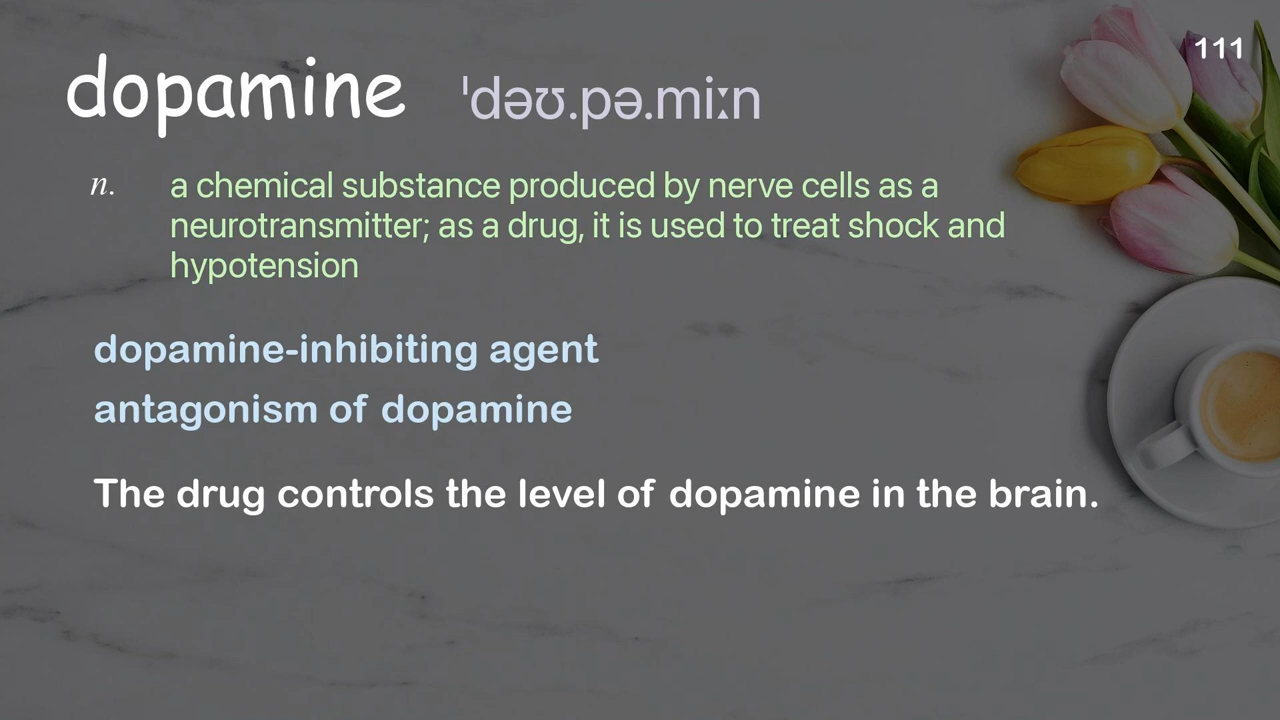 111
dopamine ˈdəʊ.pə.miːn
n. a chemical substance produced by nerve cells as a
neurotransmitter; as a drug, it is used to treat shock and
hypotension
dopamine-inhibiting agent
antagonism of dopamine
The drug controls the level of dopamine in the brain.